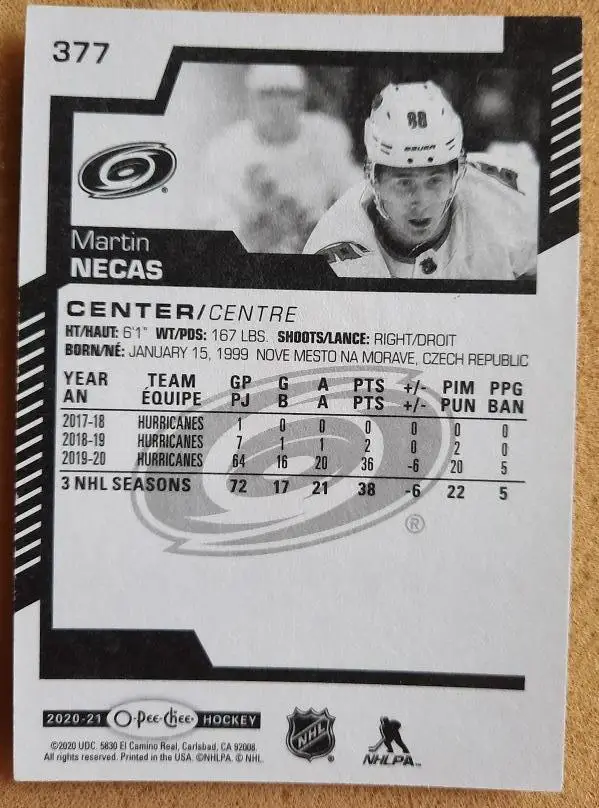 377
88
BAUER
Martin
NECAS
CENTER/CENTRE
HT/HAUT: 6'1" WT/PDS: 167 LBS. SHOOTS/LANCE: RIGHT/DROIT
BORN/NÉ: JANUARY 15, 1999 NOVE MESTO NA MORAVE, CZECH REPUBLIC
YEAR TEAM GP G A PTS +/- PIM PPG
AN ÉQUIPE PJ B A PTS +/- PUN BAN
2017-18 HURRICANES 1 0 0 0 0 0 0
2018-19 HURRICANES 7 1 1 2 0 2 0
2019-20 HURRICANES 64 16 20 36 -6 20 5
3 NHL SEASONS 72 17 21 38 -6 22 5
®
2020-21 O-Pee-Chee HOCKEY
NHL
NHLPA
©2020 UDC. 5830 El Camino Real, Carlsbad, CA 92008.
All rights reserved. Printed in the USA. ©NHLPA. © NHL.